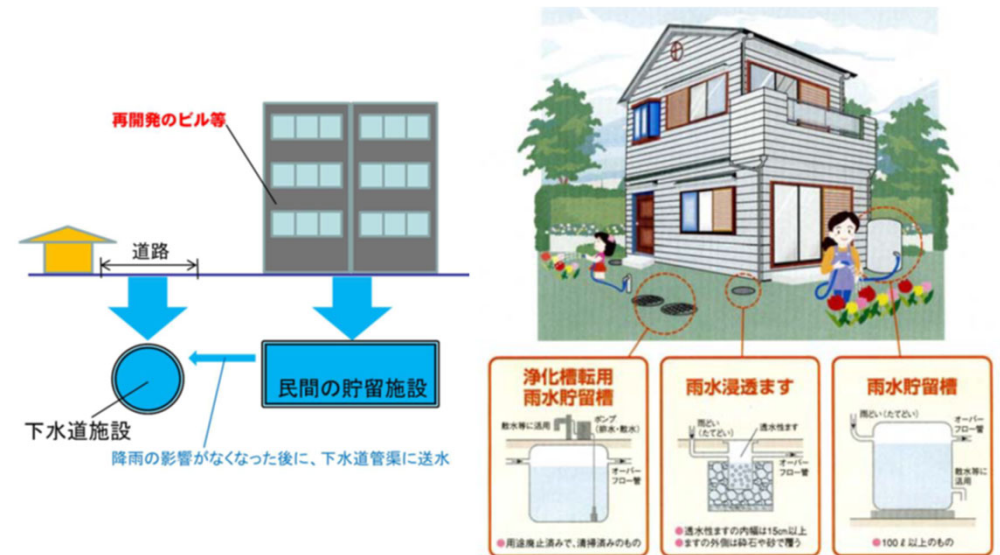 再開発のビル等
道路
民間の貯留施設
下水道施設
降雨の影響がなくなった後に、下水道管渠に送水
浄化槽転用
雨水貯留槽
散水等に活用
ポンプ
(排水・散水)
オーバー
フロー管
●用途廃止済みで、清掃済みのもの
雨水浸透ます
雨どい
(たてどい)
透水性ます
オーバー
フロー管
●透水性ますの内幅は15cm以上
●ますの外側は砕石や砂で覆う
雨水貯留槽
雨どい(たてどい)
オーバー
フロー管
散水等に
活用
●100ℓ以上のもの